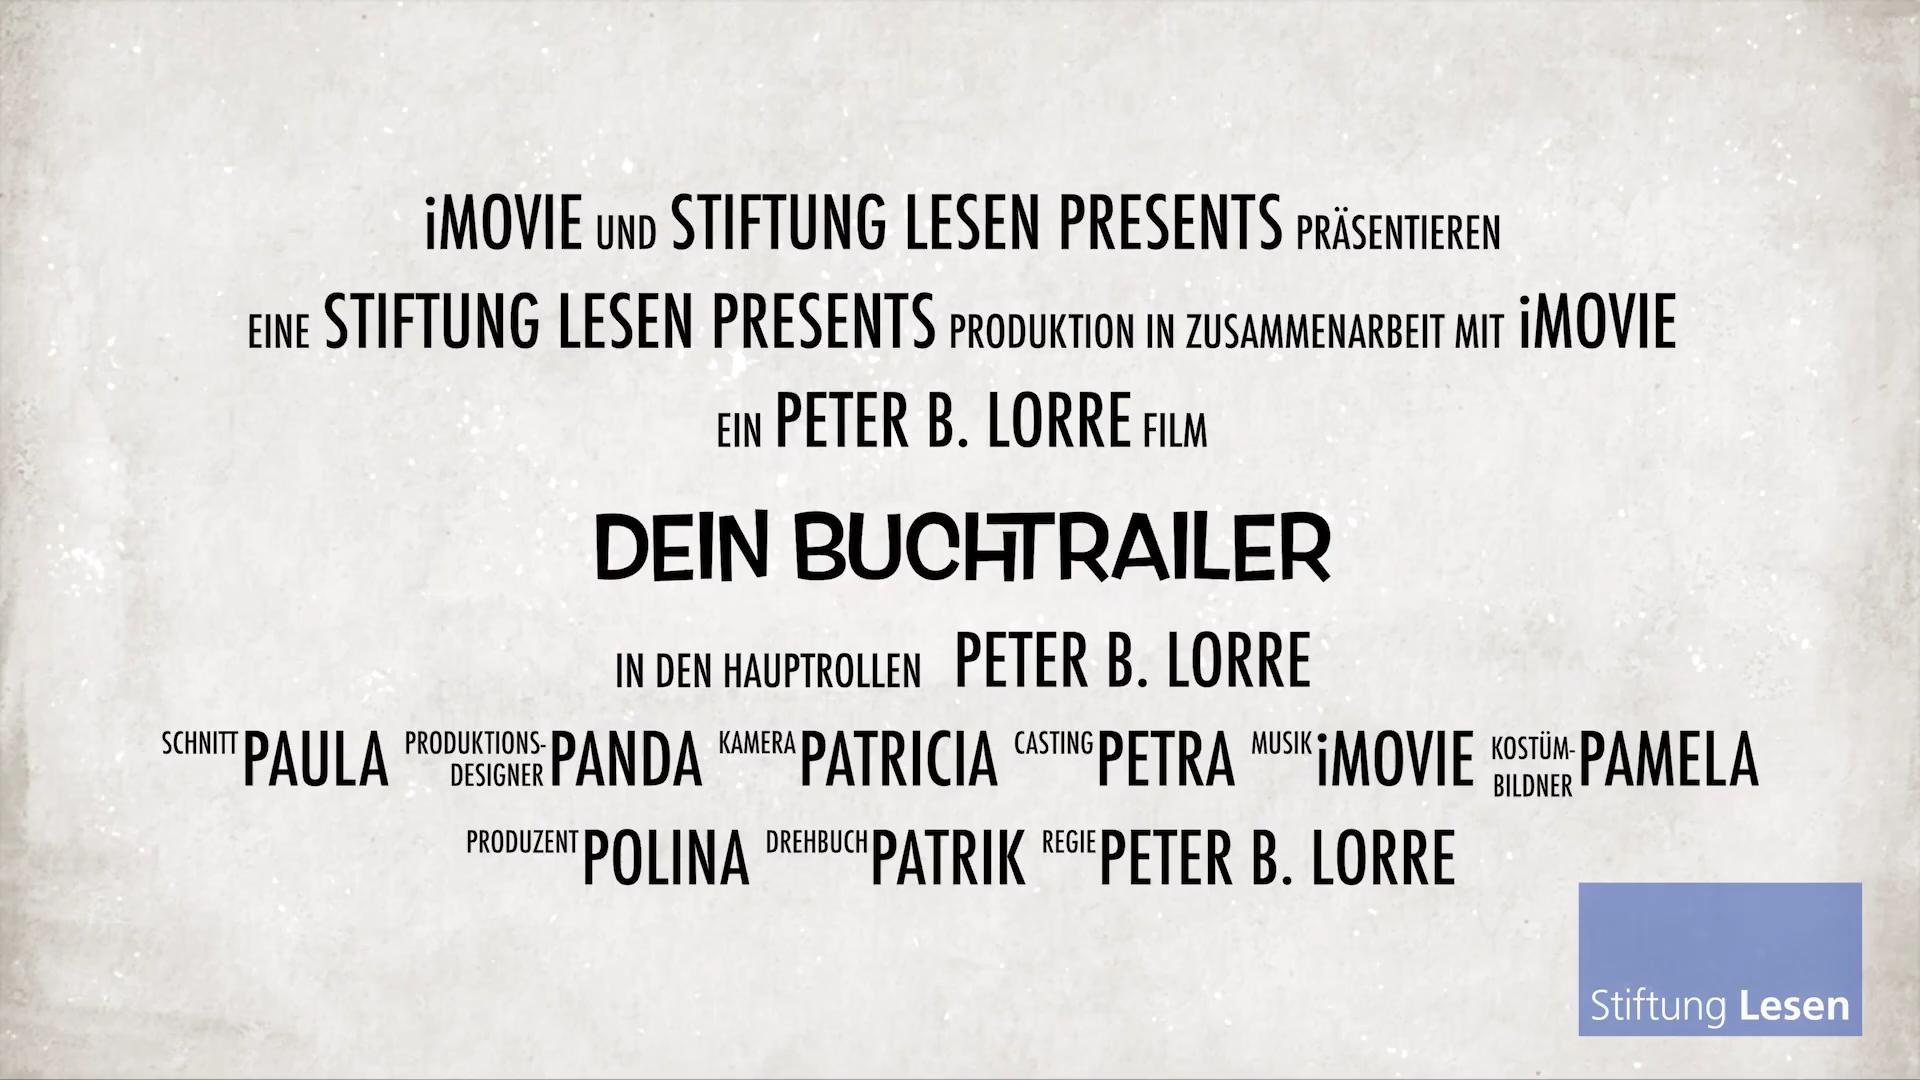 iMOVIE UND STIFTUNG LESEN PRESENTS PRÄSENTIEREN
EINE STIFTUNG LESEN PRESENTS PRODUKTION IN ZUSAMMENARBEIT MIT iMOVIE
EIN PETER B. LORRE FILM
DEIN BUCHTRAILER
IN DEN HAUPTROLLEN PETER B. LORRE
SCHNITT PAULA PRODUKTIONS-DESIGNER PANDA KAMERA PATRICIA CASTING PETRA MUSIK iMOVIE KOSTÜM-BILDNER PAMELA
PRODUZENT POLINA DREHBUCH PATRIK REGIE PETER B. LORRE
Stiftung Lesen